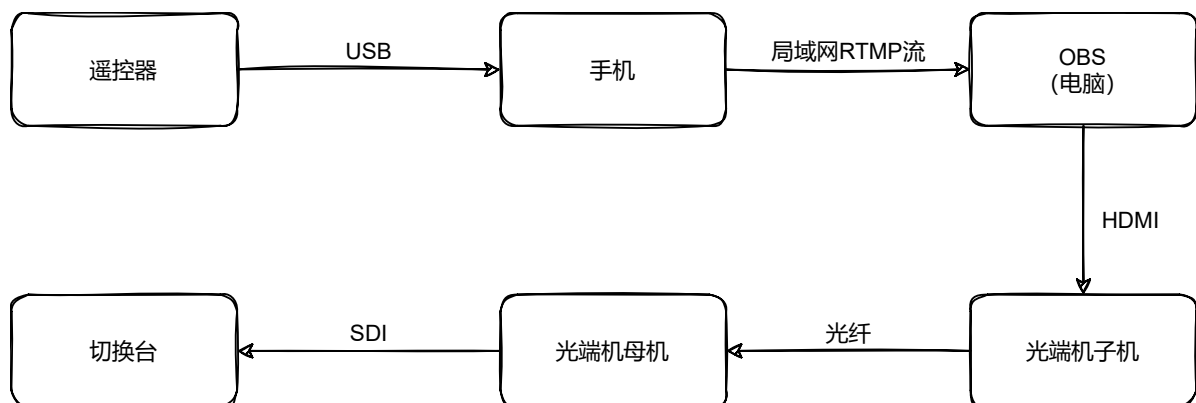 遥控器
USB
手机
局域网RTMP流
OBS
(电脑)
HDMI
切换台
SDI
光端机母机
光纤
光端机子机